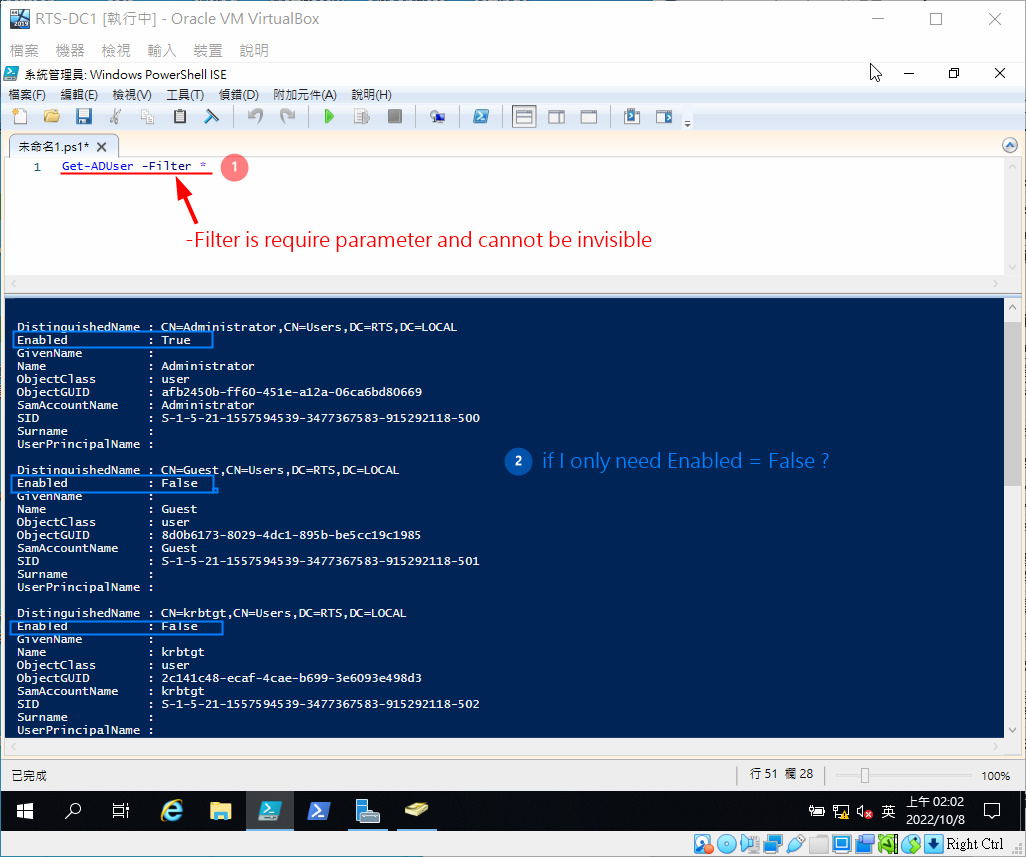 RTS-DC1 [執行中] - Oracle VM VirtualBox
檔案 機器 檢視 輸入 裝置 說明
系統管理員: Windows PowerShell ISE
檔案(F) 編輯(E) 檢視(V) 工具(T) 偵錯(D) 附加元件(A) 說明(H)
未命名1.ps1* X
1 Get-ADUser -Filter * 1
-Filter is require parameter and cannot be invisible
DistinguishedName : CN=Administrator,CN=Users,DC=RTS,DC=LOCAL
Enabled : True
GivenName :
Name : Administrator
ObjectClass : user
ObjectGUID : afb2450b-ff60-451e-a12a-06ca6bd80669
SamAccountName : Administrator
SID : S-1-5-21-1557594539-3477367583-915292118-500
Surname :
UserPrincipalName :
2 if I only need Enabled = False ?
DistinguishedName : CN=Guest,CN=Users,DC=RTS,DC=LOCAL
Enabled : False
GivenName :
Name : Guest
ObjectClass : user
ObjectGUID : 8d0b6173-8029-4dc1-895b-be5cc19c1985
SamAccountName : Guest
SID : S-1-5-21-1557594539-3477367583-915292118-501
Surname :
UserPrincipalName :
DistinguishedName : CN=krbtgt,CN=Users,DC=RTS,DC=LOCAL
Enabled : False
GivenName :
Name : krbtgt
ObjectClass : user
ObjectGUID : 2c141c48-ecaf-4cae-b699-3e6093e498d3
SamAccountName : krbtgt
SID : S-1-5-21-1557594539-3477367583-915292118-502
Surname :
UserPrincipalName :
已完成 行 51 欄 28 100%
英 上午 02:02
2022/10/8
Right Ctrl